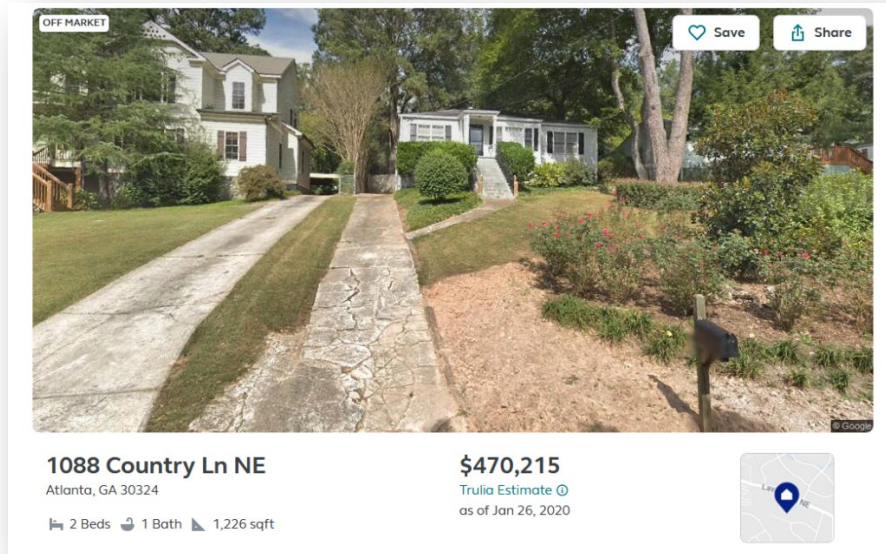 OFF MARKET
Save
Share
© Google
1088 Country Ln NE
Atlanta, GA 30324
2 Beds 1 Bath 1,226 sqft
$470,215
Trulia Estimate
as of Jan 26, 2020
NE